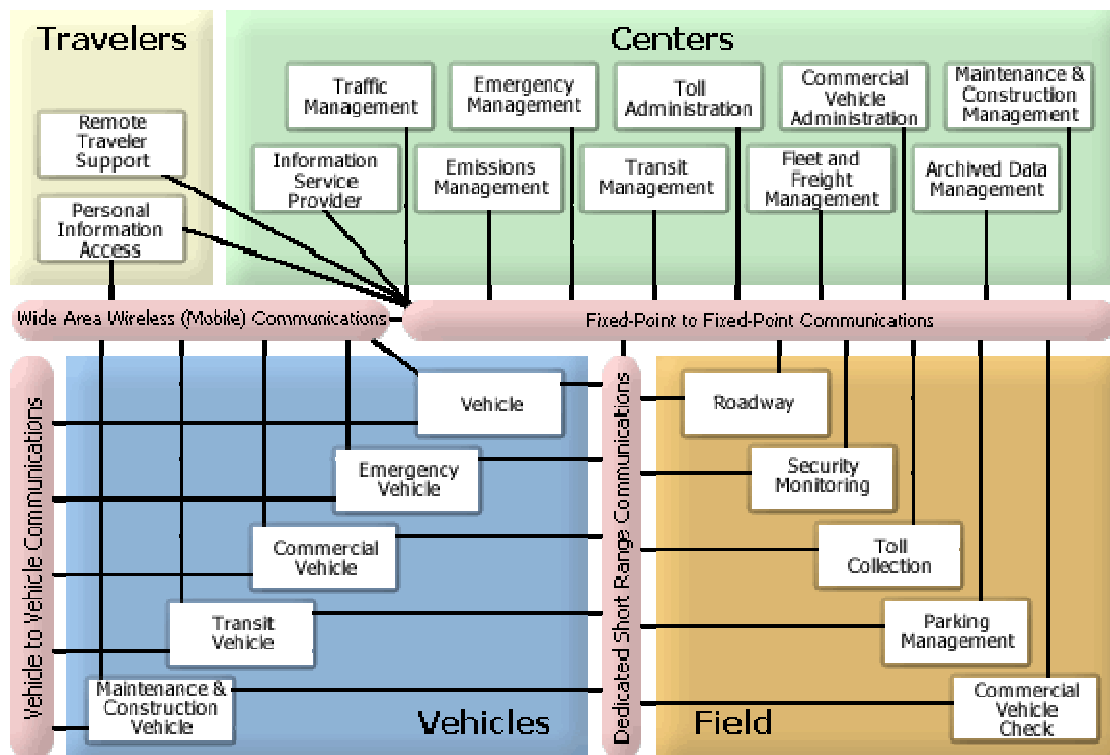 Travelers
Centers
Traffic
Management
Emergency
Management
Toll
Administration
Commercial
Vehicle
Administration
Maintenance &
Construction
Management
Remote
Traveler
Support
Information
Service
Provider
Emissions
Management
Transit
Management
Fleet and
Freight
Management
Archived Data
Management
Personal
Information
Access
Wide Area Wireless (Mobile) Communications
Fixed-Point to Fixed-Point Communications
Vehicle to Vehicle Communications
Vehicle
Emergency
Vehicle
Commercial
Vehicle
Transit
Vehicle
Maintenance &
Construction
Vehicle
Vehicles
Dedicated Short Range Communications
Roadway
Security
Monitoring
Toll
Collection
Parking
Management
Commercial
Vehicle
Check
Field